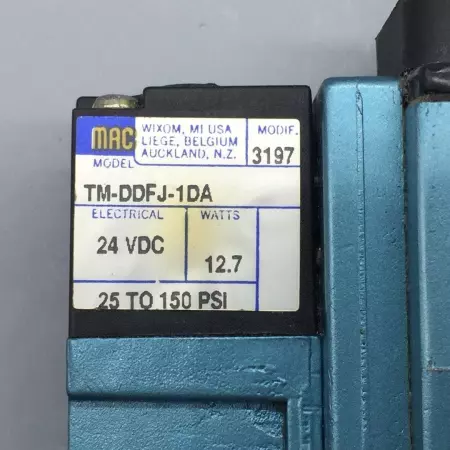 MAC
WIXOM, MI USA
LIEGE, BELGIUM
AUCKLAND, N.Z.
MODIF.
3197
MODEL
TM-DDFJ-1DA
ELECTRICAL
WATTS
24 VDC
12.7
25 TO 150 PSI